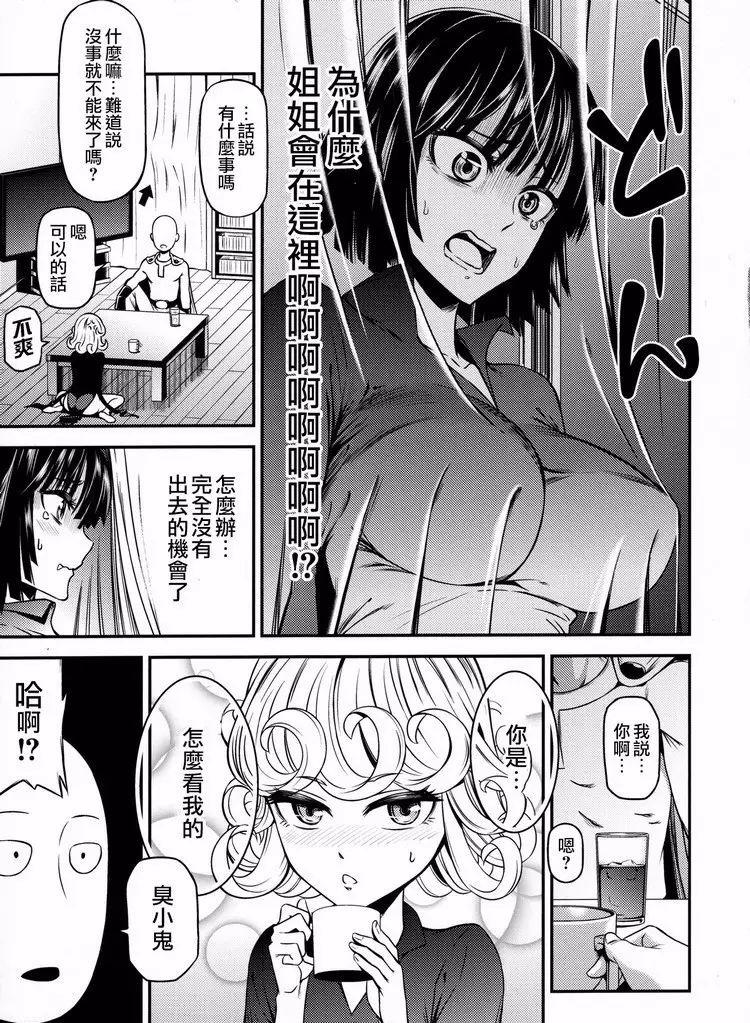 為什麼
姐姐會在這裡啊啊啊啊啊啊啊啊啊!?
ドーーん
…話說
有什麼事嗎
什麼嘛…難道說
沒事就不能來了嗎?
嗯
可以的話
不爽
怎麼辦…
完全沒有
出去的機會了
我說…
你啊…
嗯?
你是…
怎麼看我的
臭小鬼
哈啊!?